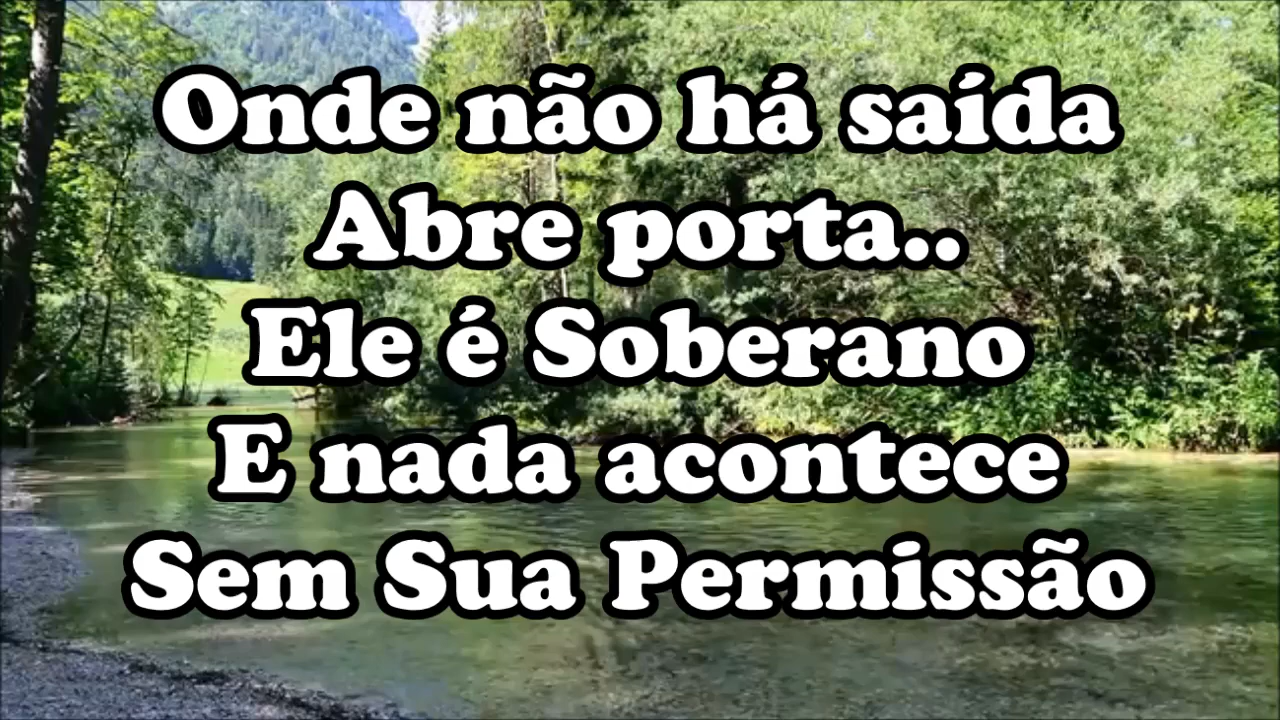 Onde não há saída
Abre porta..
Ele é Soberano
E nada acontece
Sem Sua Permissão